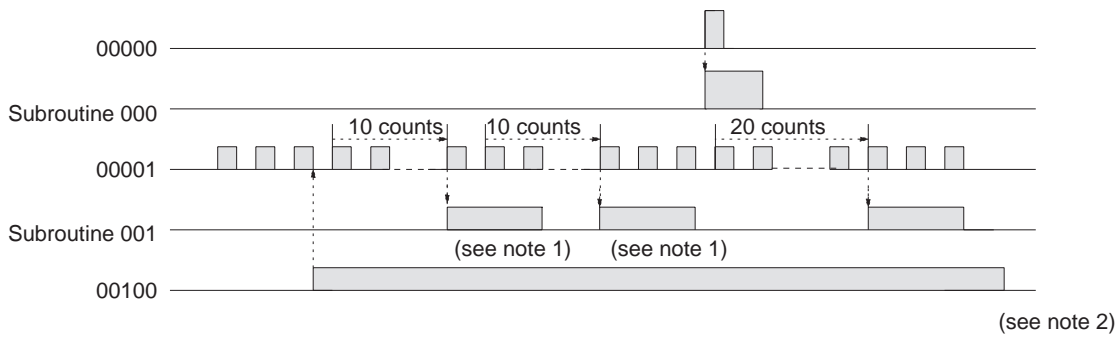 00000
Subroutine 000
10 counts 10 counts 20 counts
00001
Subroutine 001
(see note 1) (see note 1)
00100
(see note 2)